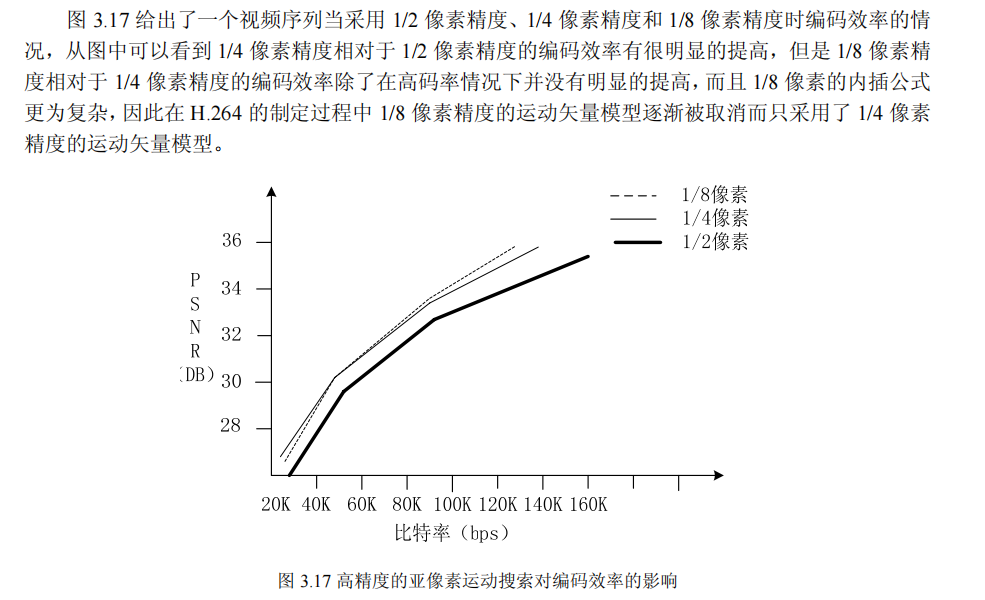 图 3.17 给出了一个视频序列当采用 1/2 像素精度、1/4 像素精度和 1/8 像素精度时编码效率的情
况，从图中可以看到 1/4 像素精度相对于 1/2 像素精度的编码效率有很明显的提高，但是 1/8 像素精
度相对于 1/4 像素精度的编码效率除了在高码率情况下并没有明显的提高，而且 1/8 像素的内插公式
更为复杂，因此在 H.264 的制定过程中 1/8 像素精度的运动矢量模型逐渐被取消而只采用了 1/4 像素
精度的运动矢量模型。
1/8像素
1/4像素
1/2像素
36
34
32
30
28
P
S
N
R
(DB)
20K 40K 60K 80K 100K 120K 140K 160K
比特率（bps）
图 3.17 高精度的亚像素运动搜索对编码效率的影响